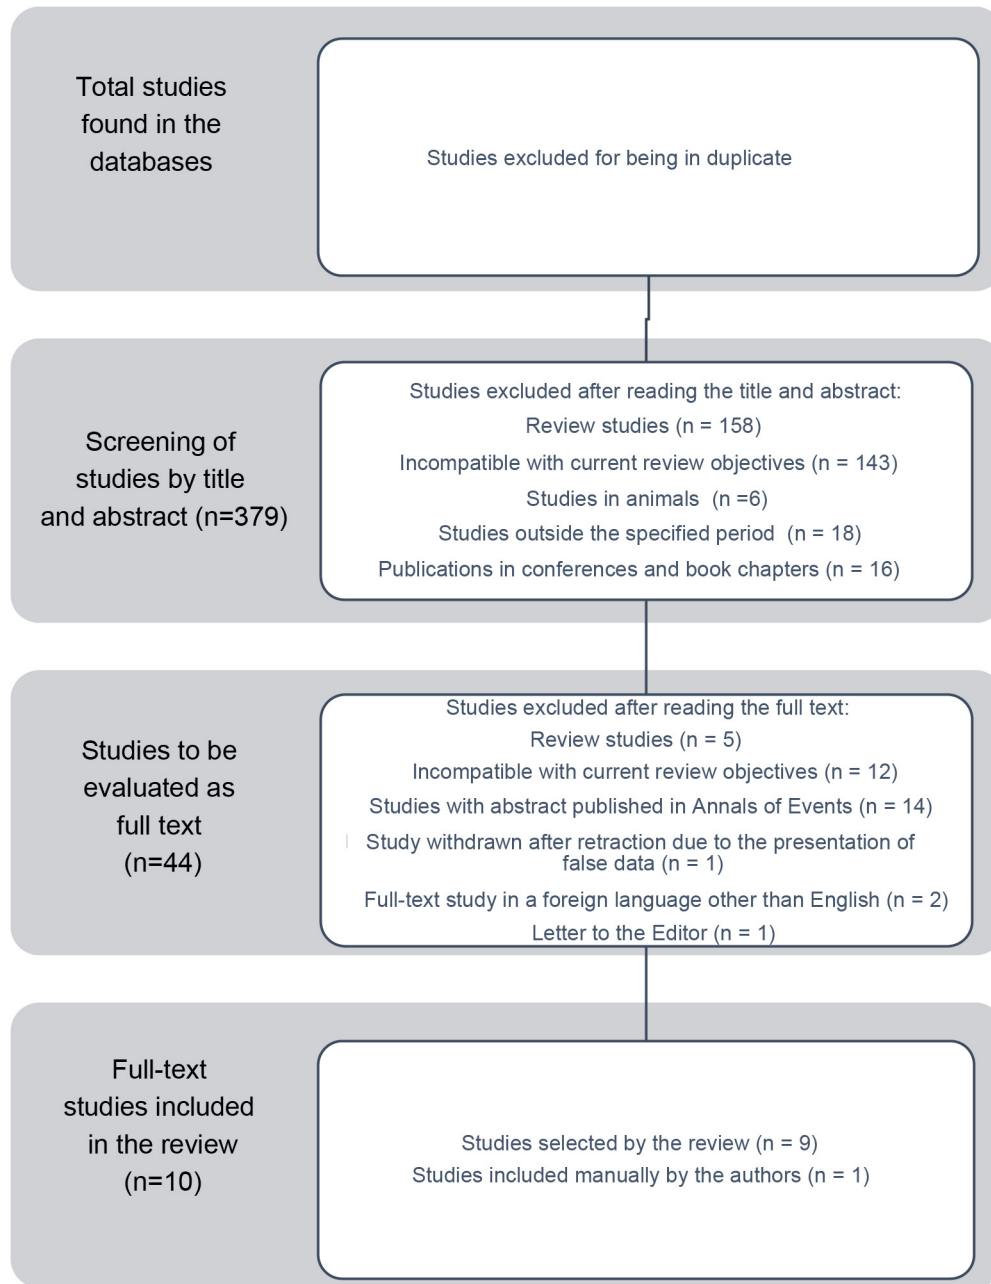 Total studies
found in the
databases
Studies excluded for being in duplicate
Screening of
studies by title
and abstract (n=379)
Studies excluded after reading the title and abstract:
Review studies (n = 158)
Incompatible with current review objectives (n = 143)
Studies in animals (n =6)
Studies outside the specified period (n = 18)
Publications in conferences and book chapters (n = 16)
Studies to be
evaluated as
full text
(n=44)
Studies excluded after reading the full text:
Review studies (n = 5)
Incompatible with current review objectives (n = 12)
Studies with abstract published in Annals of Events (n = 14)
Study withdrawn after retraction due to the presentation of
false data (n = 1)
Full-text study in a foreign language other than English (n = 2)
Letter to the Editor (n = 1)
Full-text
studies included
in the review
(n=10)
Studies selected by the review (n = 9)
Studies included manually by the authors (n = 1)